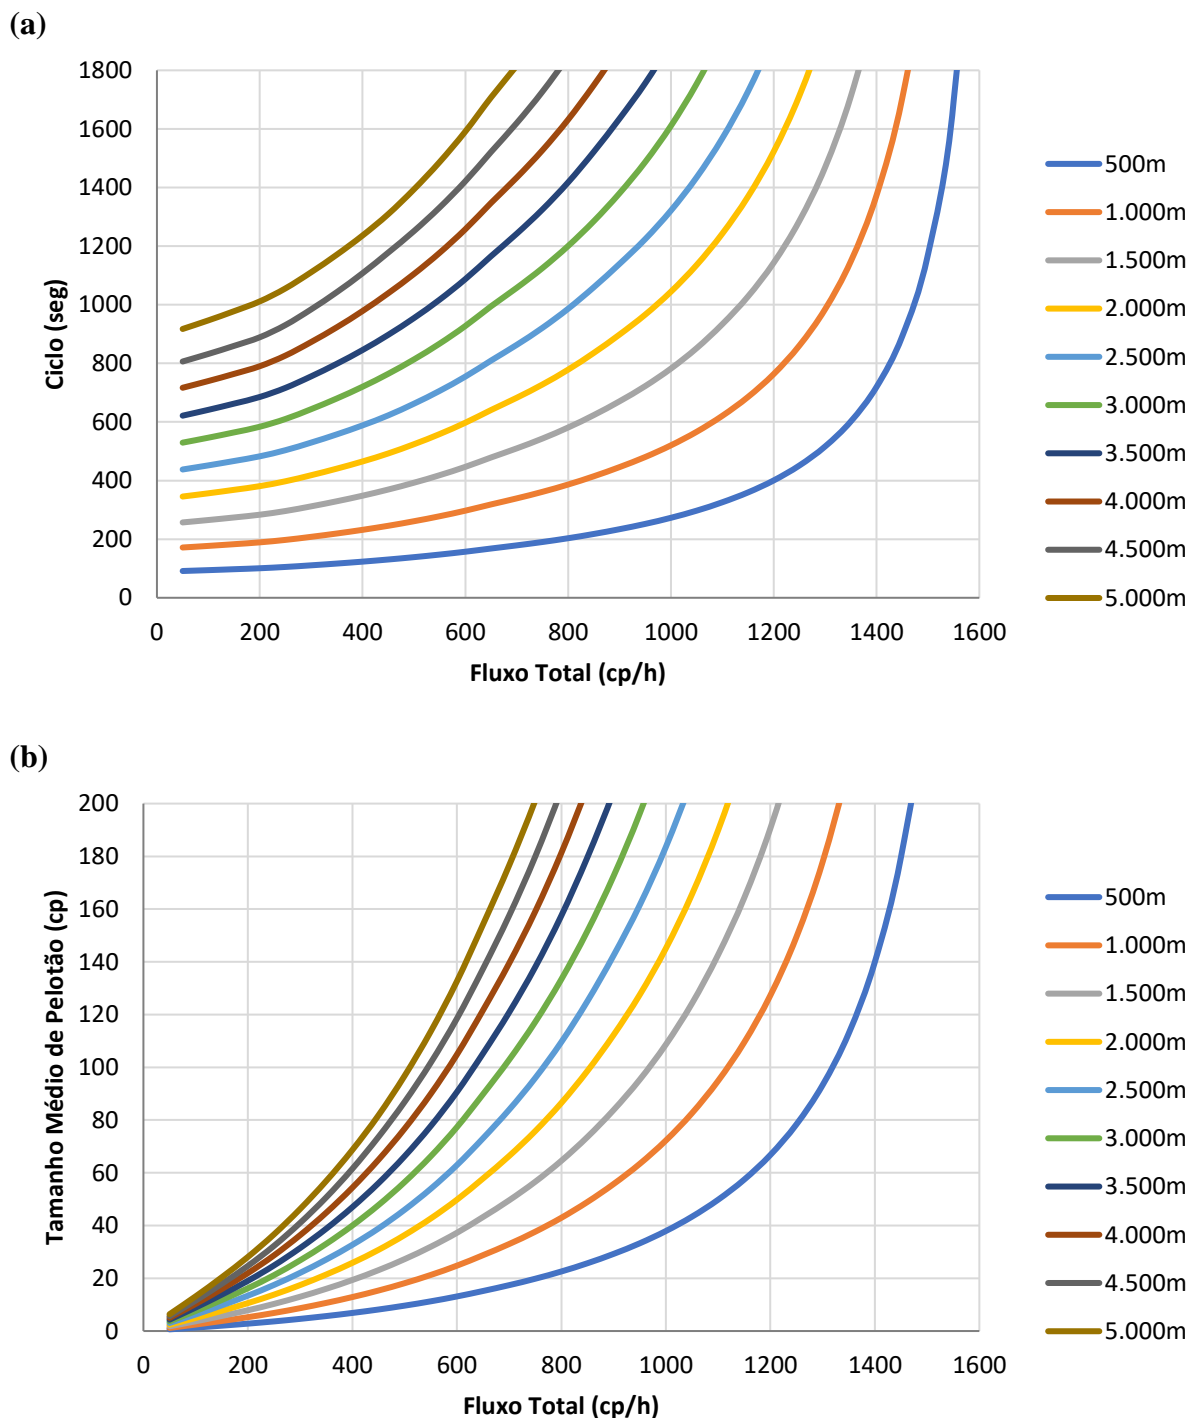 (a)
1800
1600
1400
1200
1000
800
600
400
200
0
Ciclo (seg)
0 200 400 600 800 1000 1200 1400 1600
Fluxo Total (cp/h)
500m
1.000m
1.500m
2.000m
2.500m
3.000m
3.500m
4.000m
4.500m
5.000m
(b)
200
180
160
140
120
100
80
60
40
20
0
Tamanho Médio de Pelotão (cp)
0 200 400 600 800 1000 1200 1400 1600
Fluxo Total (cp/h)
500m
1.000m
1.500m
2.000m
2.500m
3.000m
3.500m
4.000m
4.500m
5.000m